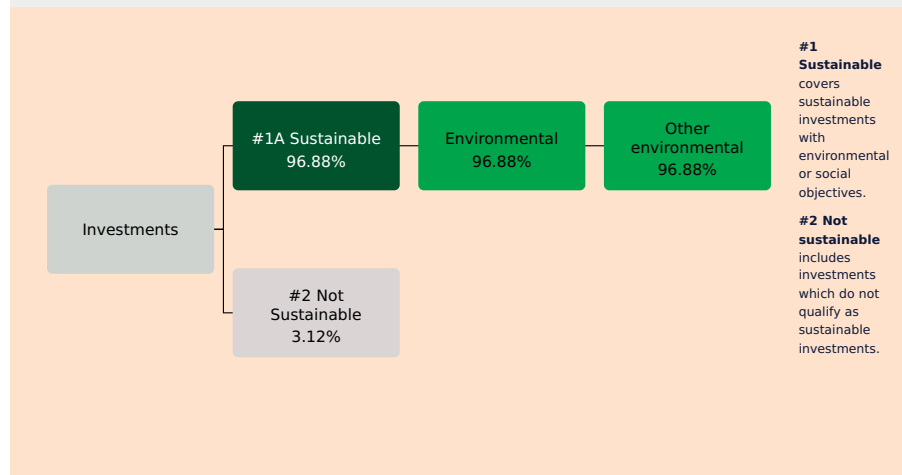 Investments
#1A Sustainable
96.88%
Environmental
96.88%
Other
environmental
96.88%
#2 Not
Sustainable
3.12%
#1
Sustainable
covers
sustainable
investments
with
environmental
or social
objectives.
#2 Not
sustainable
includes
investments
which do not
qualify as
sustainable
investments.